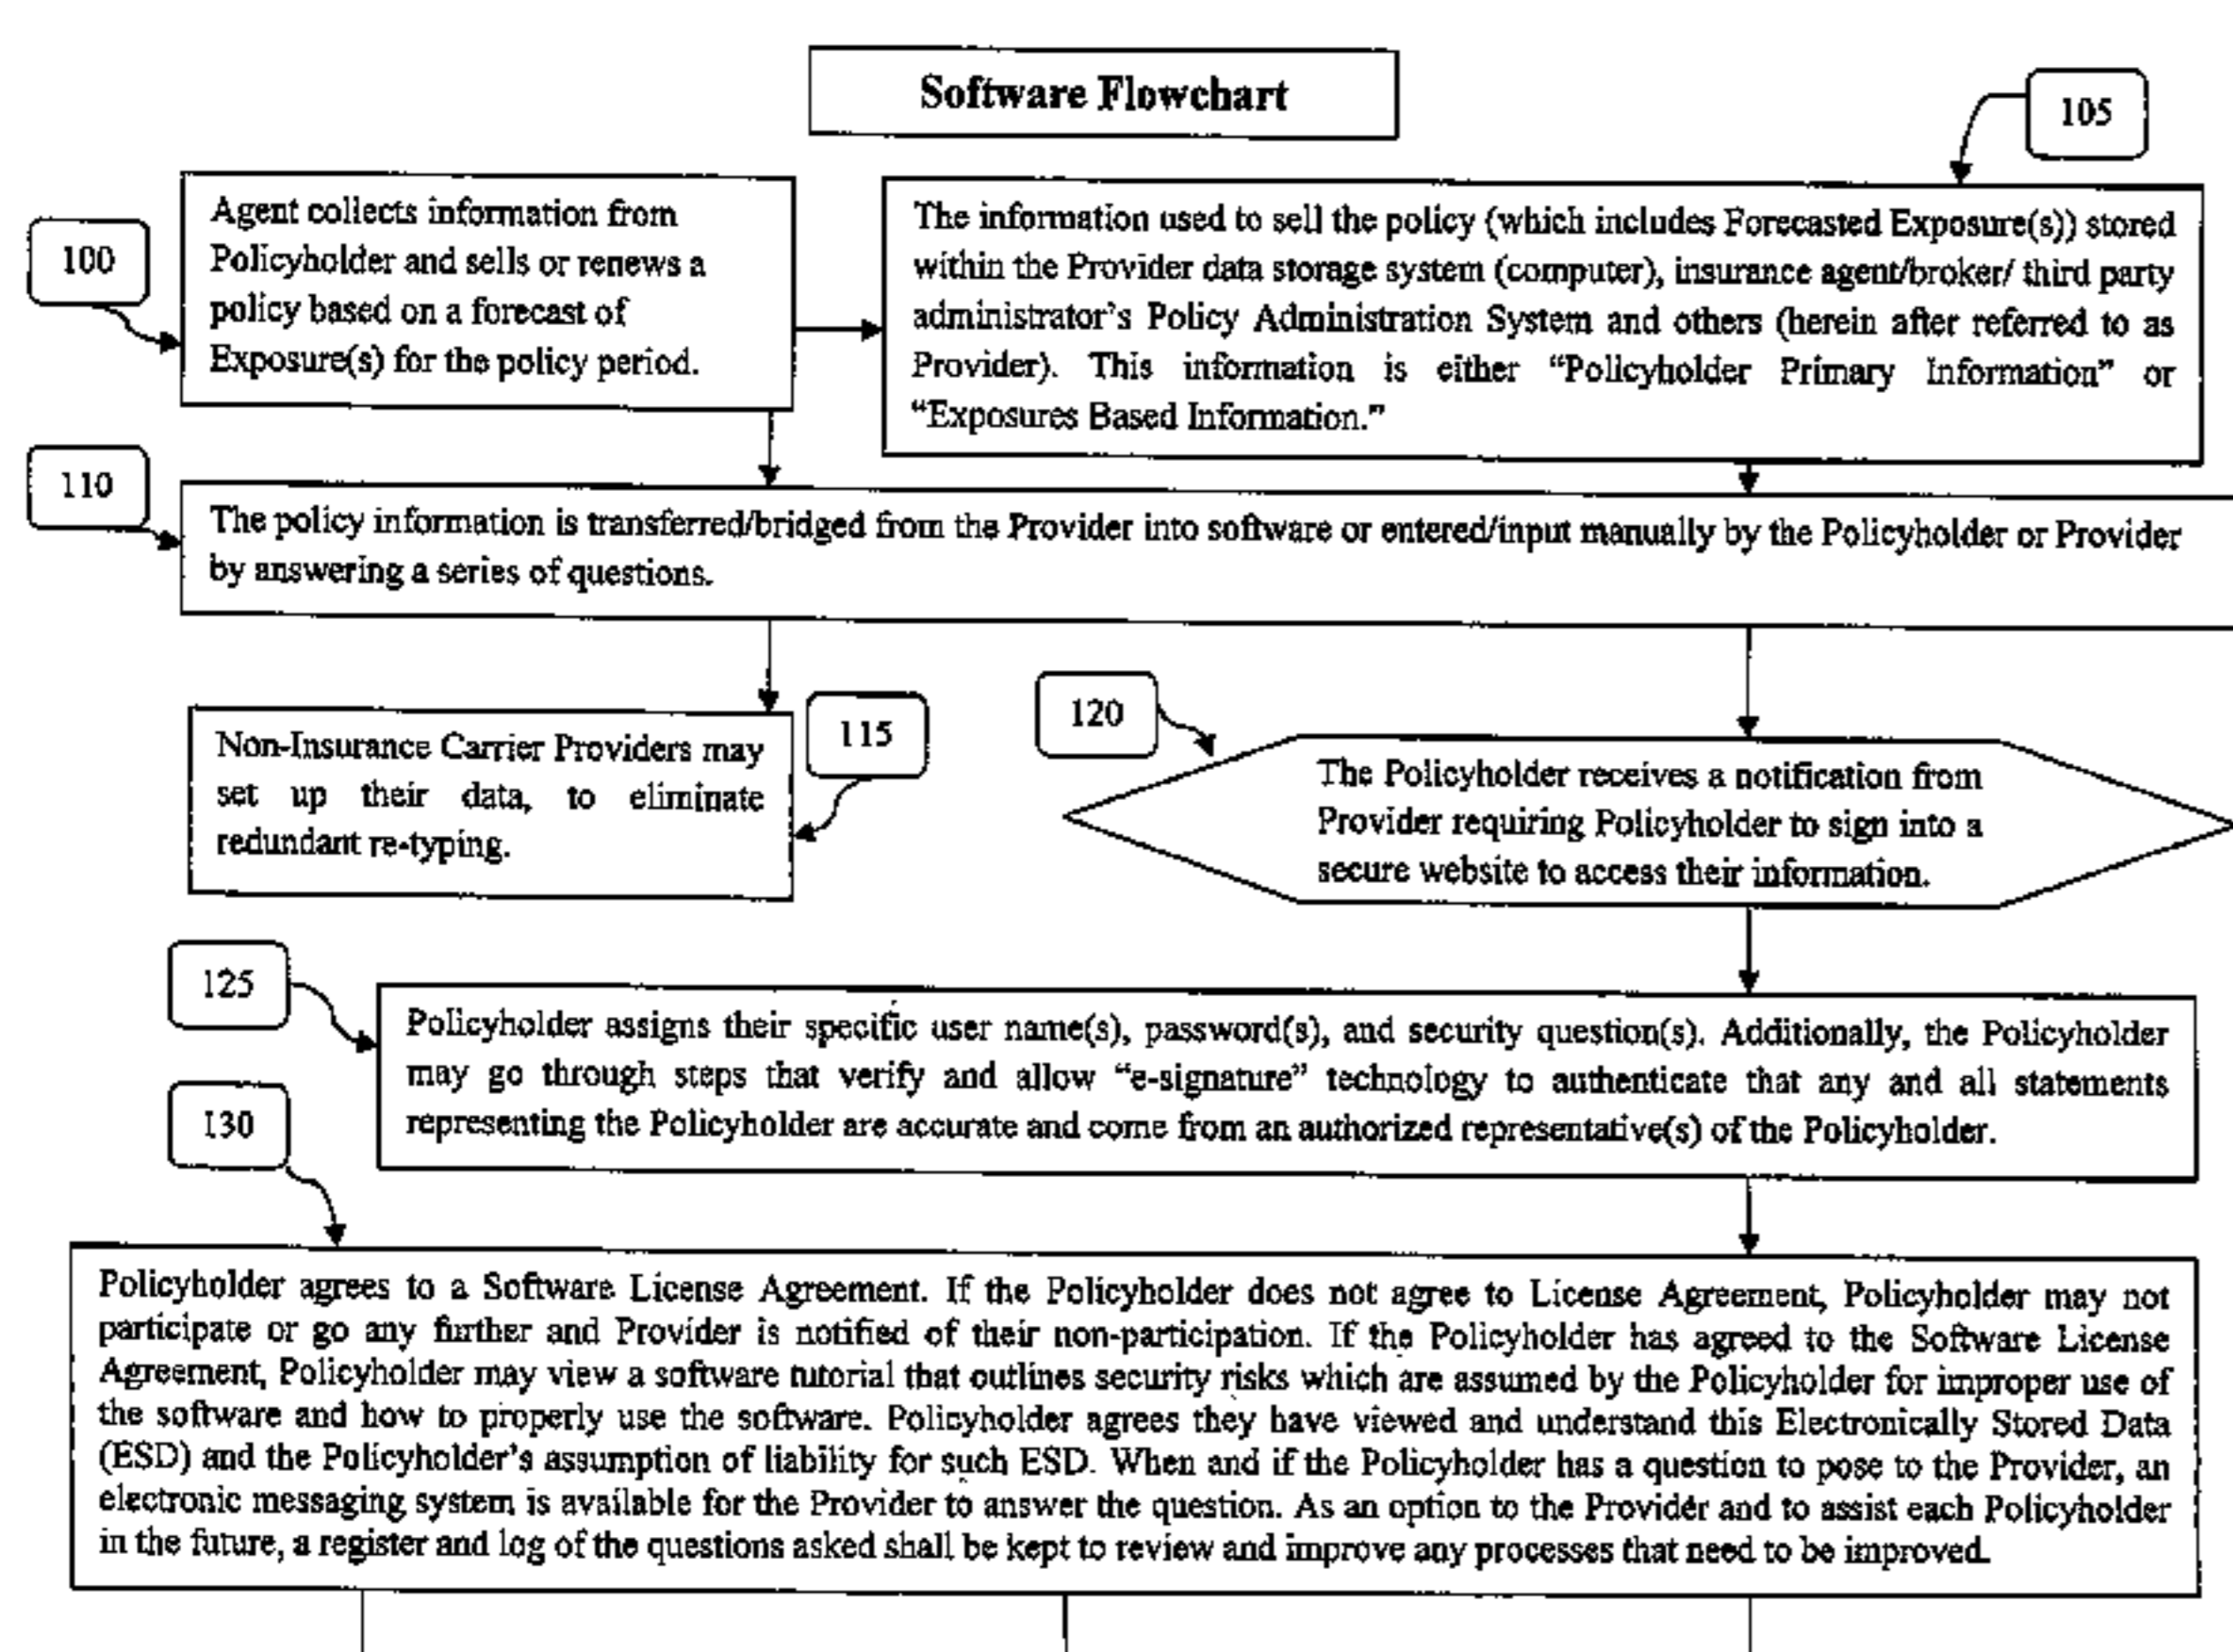 Software Flowchart
105
100
Agent collects information from
Policyholder and sells or renews a
policy based on a forecast of
Exposure(s) for the policy period.
The information used to sell the policy (which includes Forecasted Exposure(s)) stored
within the Provider data storage system (computer), insurance agent/broker/ third party
administrator's Policy Administration System and others (herein after referred to as
Provider). This information is either “Policyholder Primary Information” or
“Exposures Based Information.”
110
The policy information is transferred/bridged from the Provider into software or entered/input manually by the Policyholder or Provider
by answering a series of questions.
Non-Insurance Carrier Providers may
set up their data, to eliminate
redundant re-typing.
115
120
The Policyholder receives a notification from
Provider requiring Policyholder to sign into a
secure website to access their information.
125
Policyholder assigns their specific user name(s), password(s), and security question(s). Additionally, the Policyholder
may go through steps that verify and allow “e-signature” technology to authenticate that any and all statements
representing the Policyholder are accurate and come from an authorized representative(s) of the Policyholder.
130
Policyholder agrees to a Software License Agreement. If the Policyholder does not agree to License Agreement, Policyholder may not
participate or go any further and Provider is notified of their non-participation. If the Policyholder has agreed to the Software License
Agreement, Policyholder may view a software tutorial that outlines security risks which are assumed by the Policyholder for improper use of
the software and how to properly use the software. Policyholder agrees they have viewed and understand this Electronically Stored Data
(ESD) and the Policyholder's assumption of liability for such ESD. When and if the Policyholder has a question to pose to the Provider, an
electronic messaging system is available for the Provider to answer the question. As an option to the Provider and to assist each Policyholder
in the future, a register and log of the questions asked shall be kept to review and improve any processes that need to be improved.